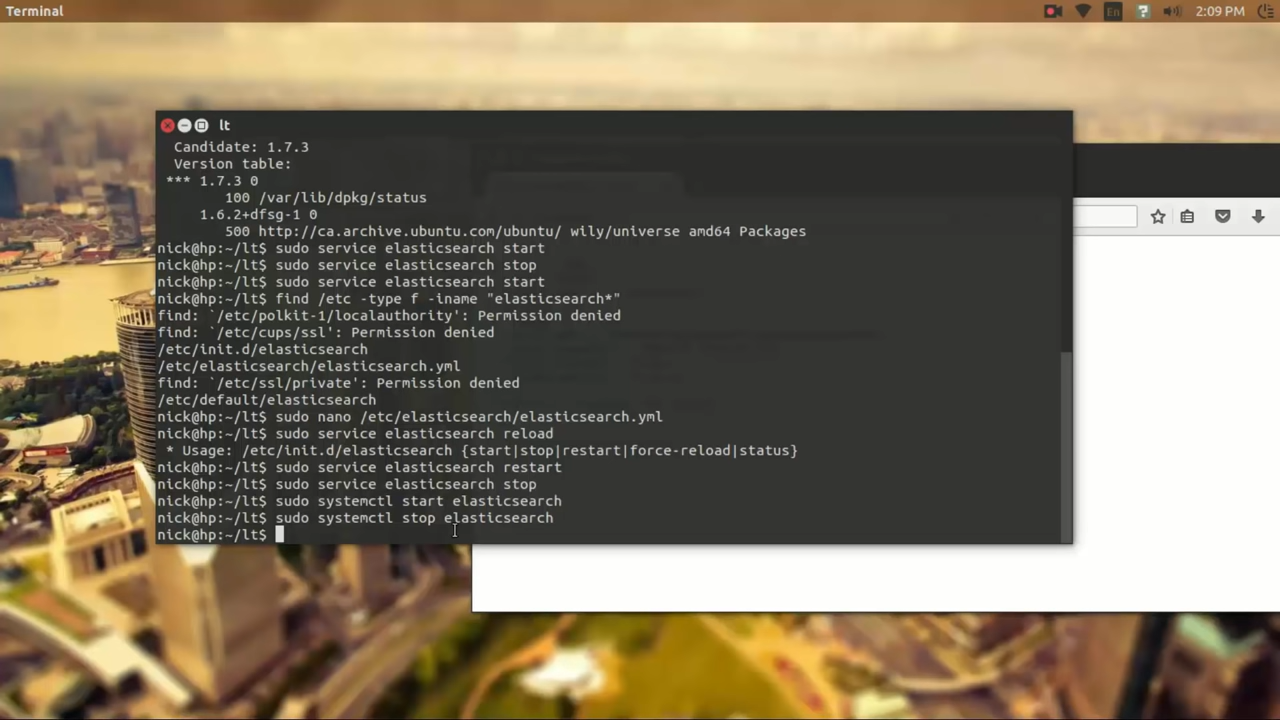 Terminal
En
2:09 PM
lt
Candidate: 1.7.3
Version table:
*** 1.7.3 0
100 /var/lib/dpkg/status
1.6.2+dfsg-1 0
500 http://ca.archive.ubuntu.com/ubuntu/ wily/universe amd64 Packages
nick@hp:~/lt$ sudo service elasticsearch start
nick@hp:~/lt$ sudo service elasticsearch stop
nick@hp:~/lt$ sudo service elasticsearch start
nick@hp:~/lt$ find /etc -type f -iname "elasticsearch*"
find: `/etc/polkit-1/localauthority': Permission denied
find: `/etc/cups/ssl': Permission denied
/etc/init.d/elasticsearch
/etc/elasticsearch/elasticsearch.yml
find: `/etc/ssl/private': Permission denied
/etc/default/elasticsearch
nick@hp:~/lt$ sudo nano /etc/elasticsearch/elasticsearch.yml
nick@hp:~/lt$ sudo service elasticsearch reload
* Usage: /etc/init.d/elasticsearch {start|stop|restart|force-reload|status}
nick@hp:~/lt$ sudo service elasticsearch restart
nick@hp:~/lt$ sudo service elasticsearch stop
nick@hp:~/lt$ sudo systemctl start elasticsearch
nick@hp:~/lt$ sudo systemctl stop elasticsearch
nick@hp:~/lt$